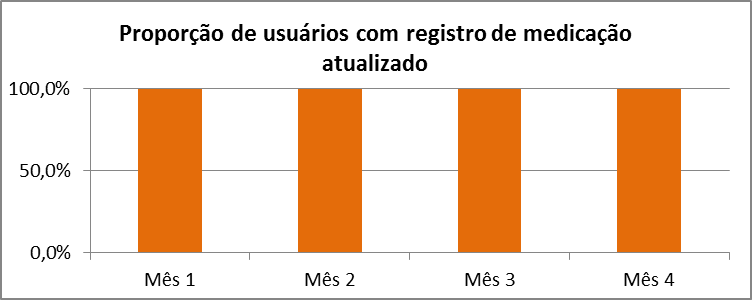 Proporção de usuários com registro de medicação
atualizado
100,0%
50,0%
0,0%
Mês 1 Mês 2 Mês 3 Mês 4